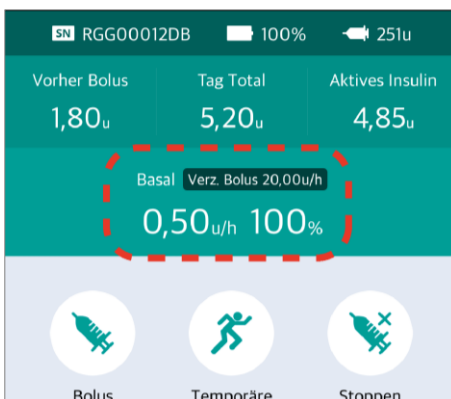 SN RGG00012DB 100% 251u
Vorher Bolus Tag Total Aktives Insulin
1,80u 5,20u 4,85u
Basal Verz. Bolus 20,00u/h
0,50u/h 100%
Bolus Temporäre Stoppen